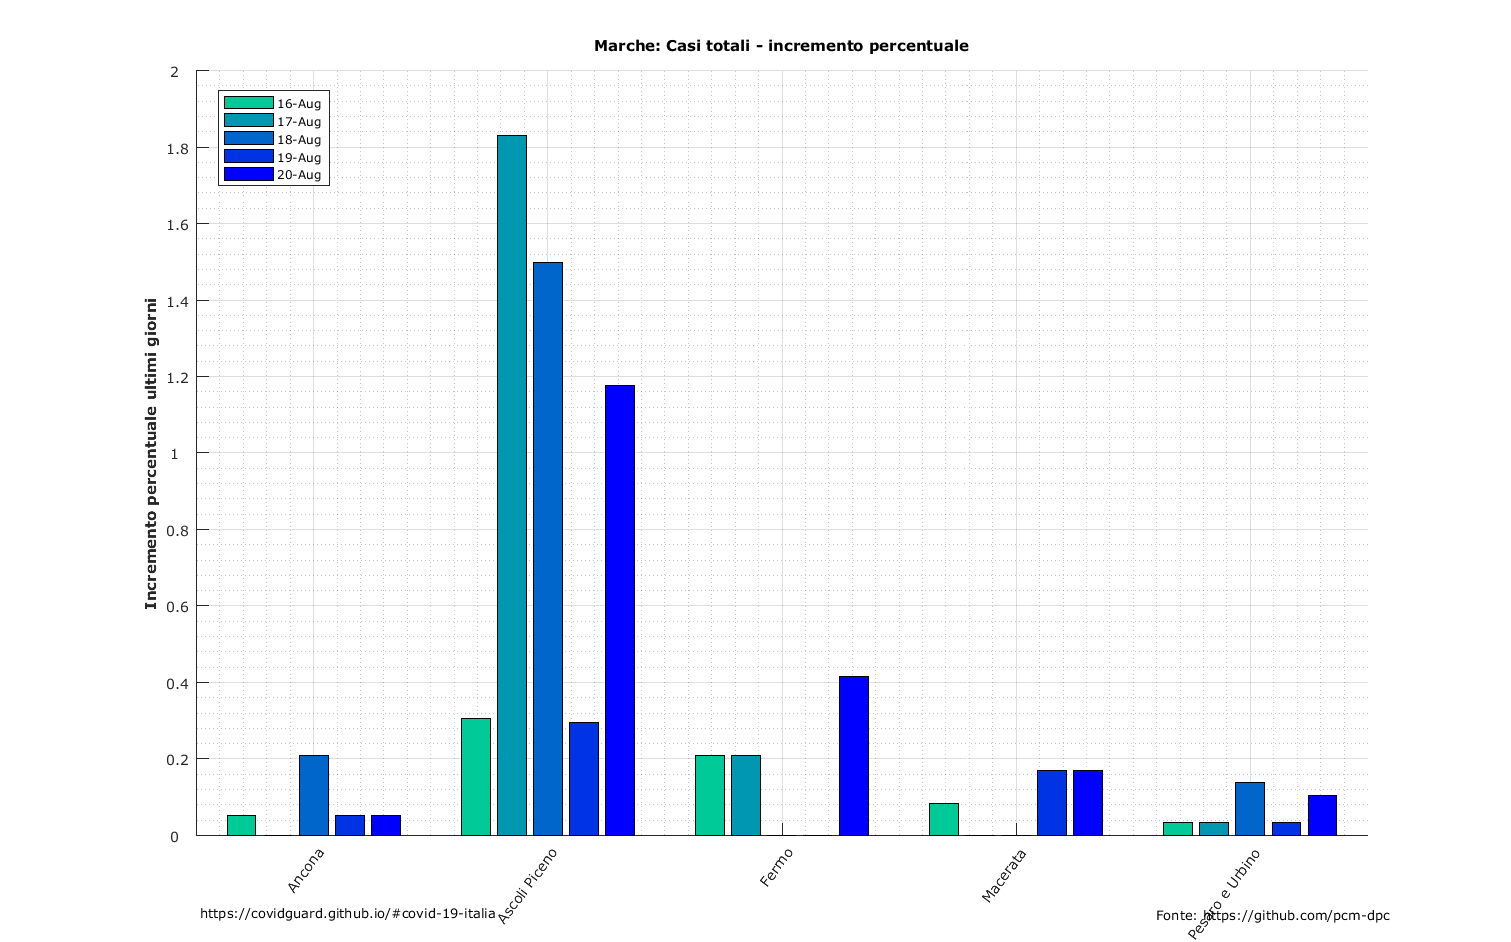 Marche: Casi totali - incremento percentuale
2
1.8
1.6
1.4
1.2
1
0.8
0.6
0.4
0.2
0
Incremento percentuale ultimi giorni
16-Aug
17-Aug
18-Aug
19-Aug
20-Aug
Ancona
Ascoli Piceno
Fermo
Macerata
Pesaro e Urbino
https://covidguard.github.io/#covid-19-italia
Fonte: https://github.com/pcm-dpc